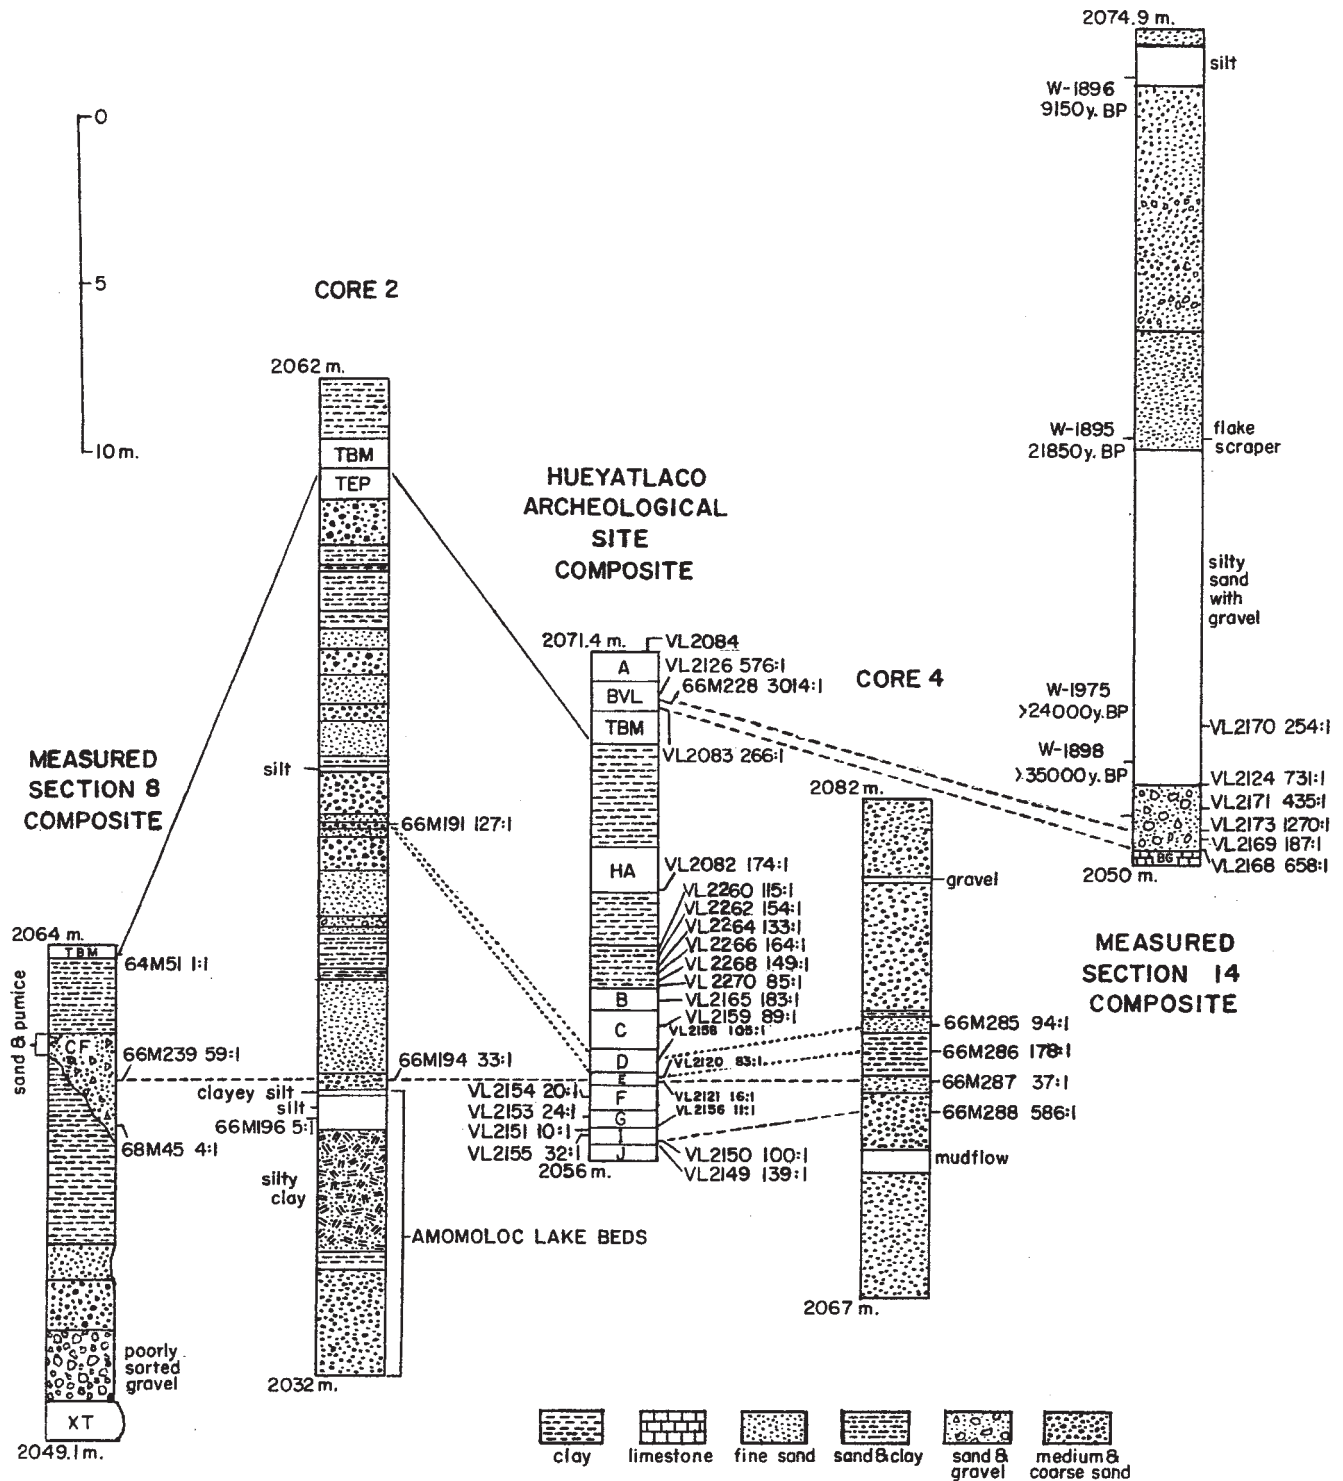 2074.9 m.
silt
W-1896
9150y. BP
0
5
10 m.
W-1895
21850y. BP
flake
scraper
silty
sand
with
gravel
W-1975
>24000y. BP
VL2170 254:1
W-1898
>35000y. BP
VL2124 731:1
VL2171 435:1
VL2173 1270:1
VL2169 187:1
BG
VL2168 658:1
2050 m.
MEASURED
SECTION 14
COMPOSITE
CORE 2
2062 m.
TBM
TEP
silt
66M191 127:1
66M194 33:1
clayey silt
silt
66M196 5:1
silty
clay
AMOMOLOC LAKE BEDS
2032 m.
HUEYATLACO
ARCHEOLOGICAL
SITE
COMPOSITE
2071.4 m.
VL2084
A
VL2126 576:1
BVL
66M228 3014:1
TBM
VL2083 266:1
HA
VL2082 174:1
VL2260 115:1
VL2262 154:1
VL2264 133:1
VL2266 164:1
VL2268 149:1
VL2270 85:1
B
VL2165 183:1
C
VL2159 89:1
VL2158 105:1
D
VL2120 83:1
E
VL2154 20:1
F
VL2121 16:1
VL2153 24:1
G
VL2156 11:1
VL2151 10:1
I
VL2155 32:1
J
VL2150 100:1
VL2149 139:1
2056 m.
CORE 4
2082 m.
gravel
66M285 94:1
66M286 178:1
66M287 37:1
66M288 586:1
mudflow
2067 m.
MEASURED
SECTION 8
COMPOSITE
2064 m.
TBM
64M51 1:1
sand & pumice
CF
66M239 59:1
68M45 4:1
poorly
sorted
gravel
XT
2049.1 m.
clay
limestone
fine sand
sand & clay
sand &
gravel
medium &
coarse sand